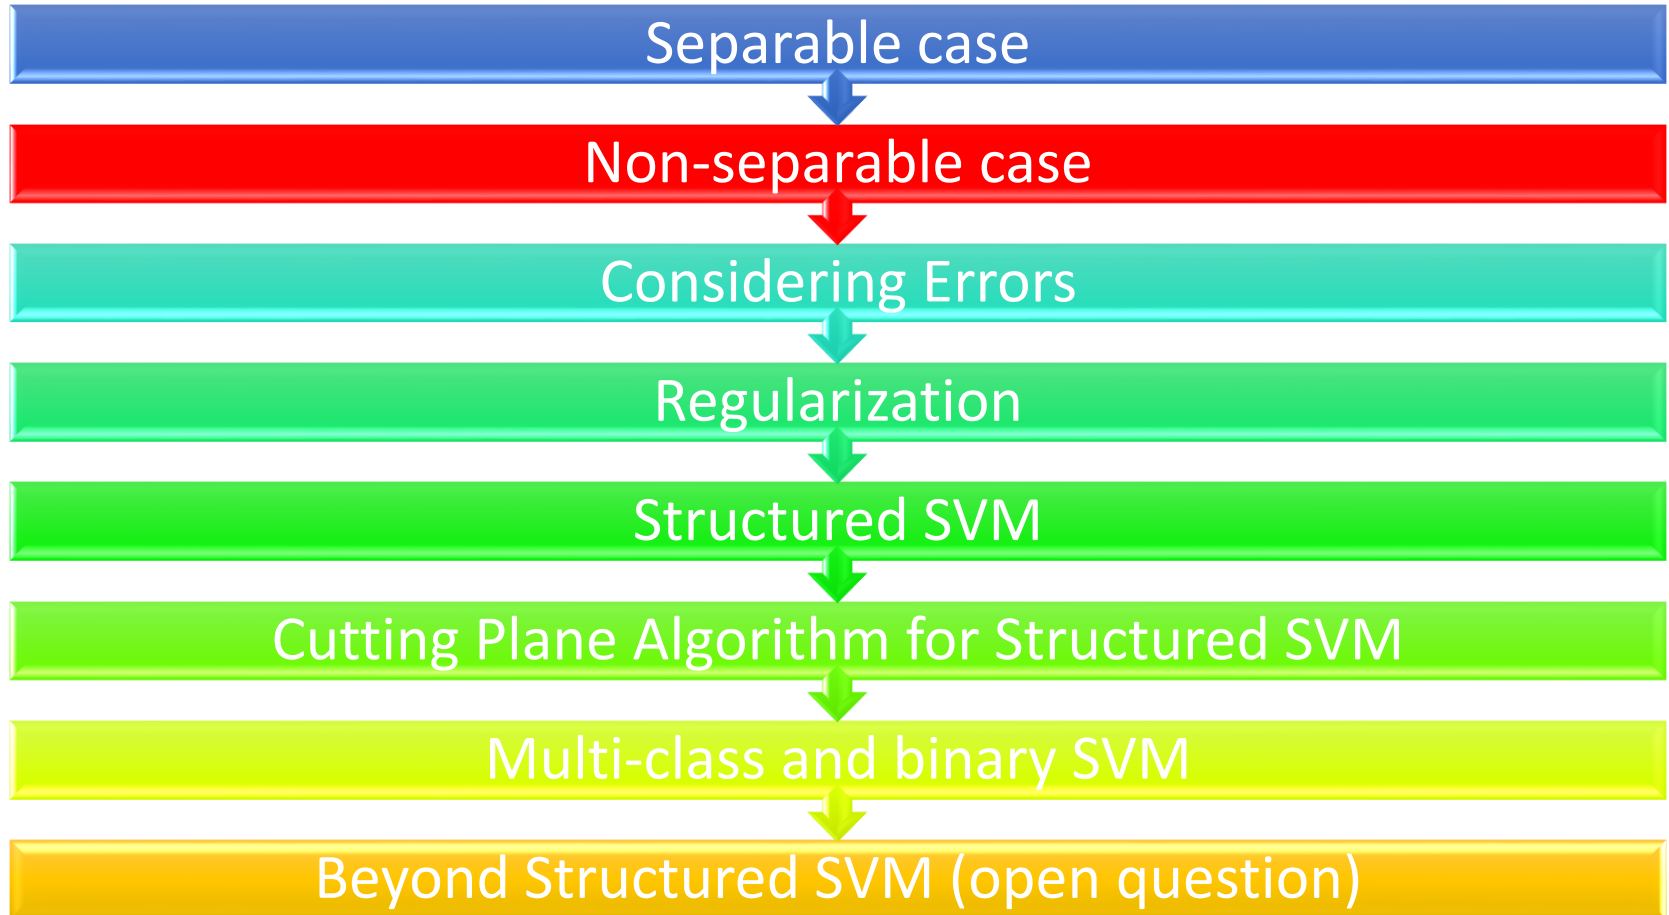 Separable case
Non-separable case
Considering Errors
Regularization
Structured SVM
Cutting Plane Algorithm for Structured SVM
Multi-class and binary SVM
Beyond Structured SVM (open question)